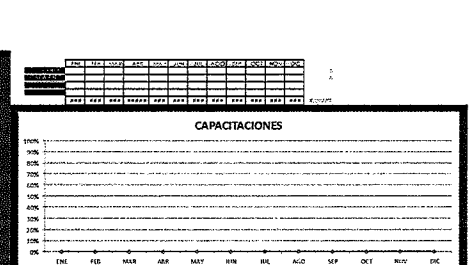 ENE FEB MAR ABR MAY JUN JUL AGO SEP OCT NOV DIC
### ### ### ##### ### ### ### ### ### ### ### ###
CAPACITACIONES
100%
90%
80%
70%
60%
50%
40%
30%
20%
10%
0%
ENE FEB MAR ABR MAY JUN JUL AGO SEP OCT NOV DIC